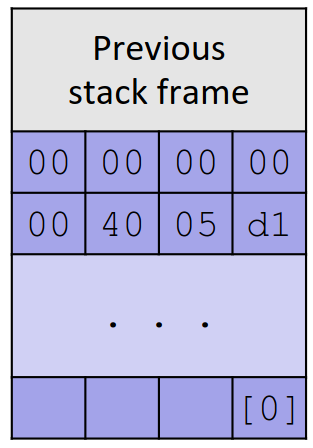 Previous
stack frame
00 00 00 00
00 40 05 d1
. . .
[0]